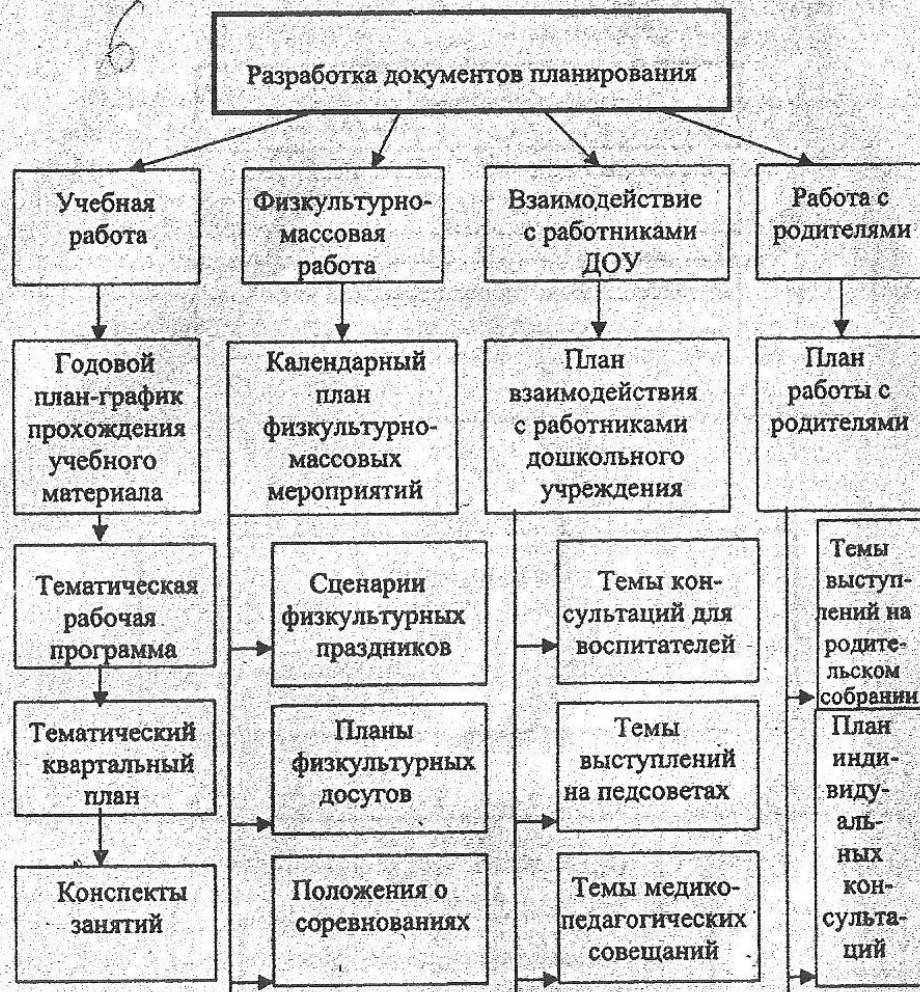 6
Разработка документов планирования
Учебная
работа
Физкультурно-
массовая
работа
Взаимодействие
с работниками
ДОУ
Работа с
родителями
Годовой
план-график
прохождения
учебного
материала
Календарный
план
физкультурно-
массовых
мероприятий
План
взаимодействия
с работниками
дошкольного
учреждения
План
работы с
родителями
Тематическая
рабочая
программа
Сценарии
физкультурных
праздников
Темы кон-
сультаций для
воспитателей
Темы
выступ-
лений на
родите-
льском
собрании
Тематический
квартальный
план
Планы
физкультурных
досугов
Темы
выступлений
на педсоветах
План
инди-
виду-
аль-
ных
кон-
сульта-
ций
Конспекты
занятий
Положения о
соревнованиях
Темы медико-
педагогических
совещаний